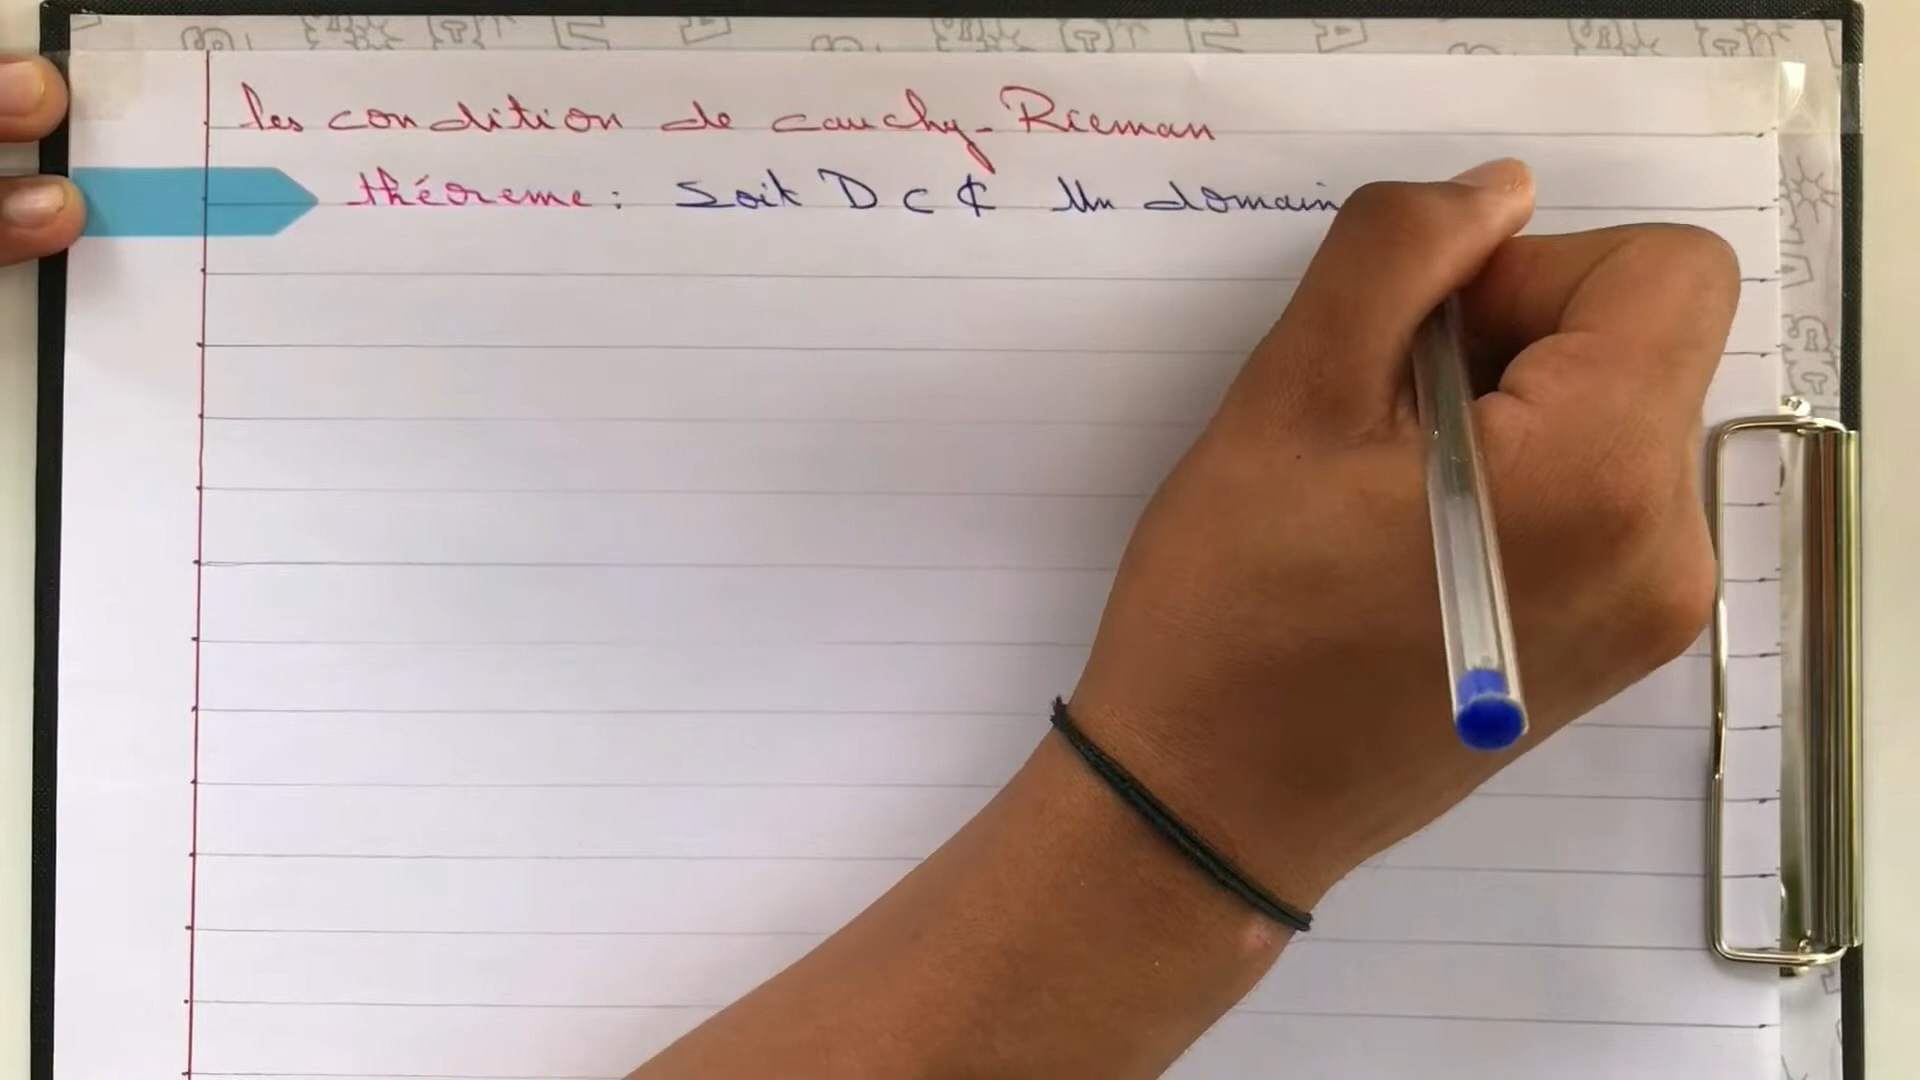 les condition de cauchy-Rieman
théoreme : Soit D ⊂ ℂ Un domain